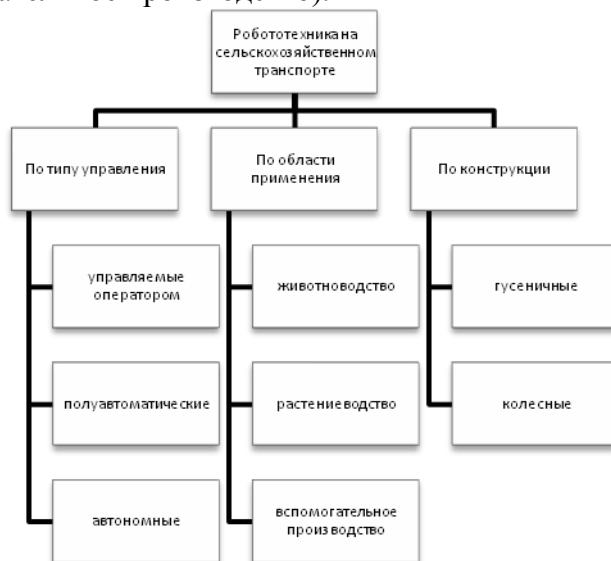 Робототехника на
сельскохозяйственном
транспорте
По типу управления
По области
применения
По конструкции
управляемые
оператором
животноводство
гусеничные
полуавтоматические
растениеводство
колесные
автономные
вспомогательное
производство